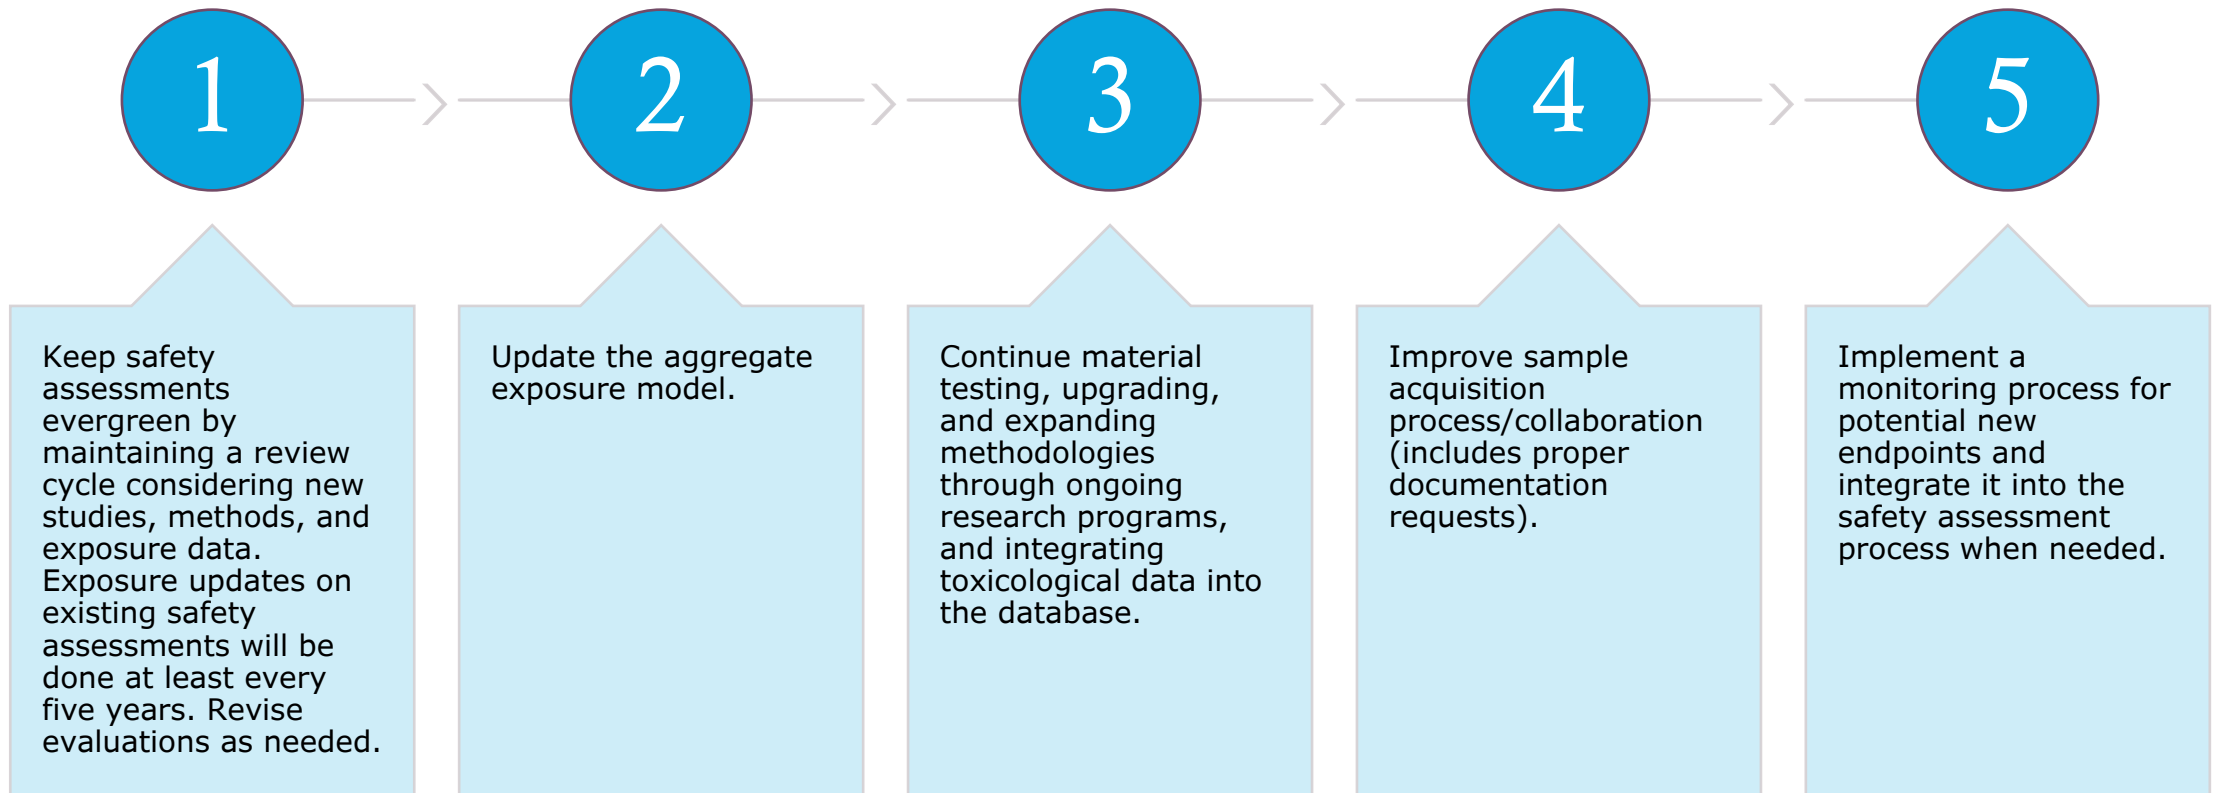 1
2
3
4
5
Keep safety
assessments
evergreen by
maintaining a review
cycle considering new
studies, methods, and
exposure data.
Exposure updates on
existing safety
assessments will be
done at least every
five years. Revise
evaluations as needed.
Update the aggregate
exposure model.
Continue material
testing, upgrading,
and expanding
methodologies
through ongoing
research programs,
and integrating
toxicological data into
the database.
Improve sample
acquisition
process/collaboration
(includes proper
documentation
requests).
Implement a
monitoring process for
potential new
endpoints and
integrate it into the
safety assessment
process when needed.